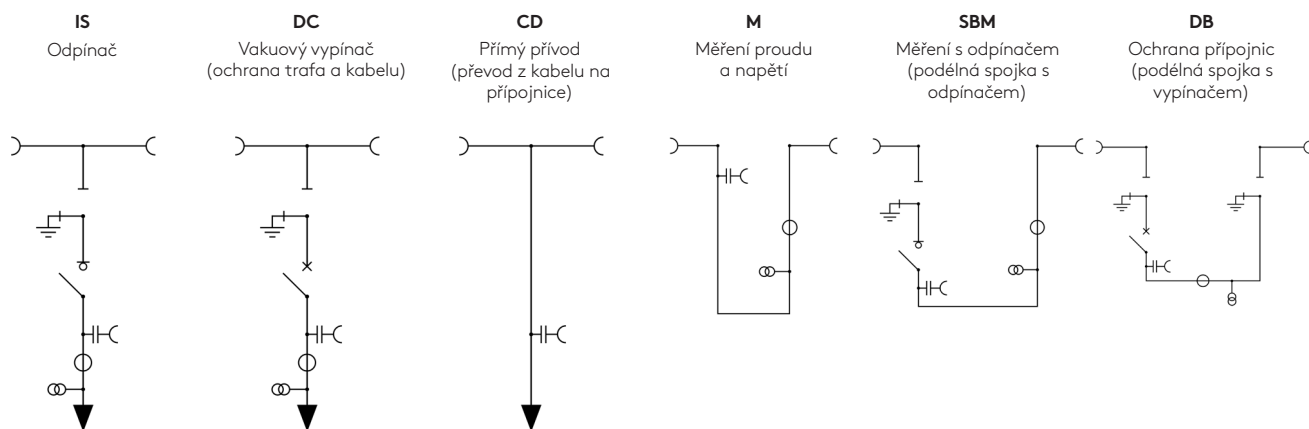 IS
Odpínač
DC
Vakuový vypínač
(ochrana trafa a kabelu)
CD
Přímý přívod
(převod z kabelu na
přípojnice)
M
Měření proudu
a napětí
SBM
Měření s odpínačem
(podélná spojka s
odpínačem)
DB
Ochrana přípojnic
(podélná spojka s
vypínačem)